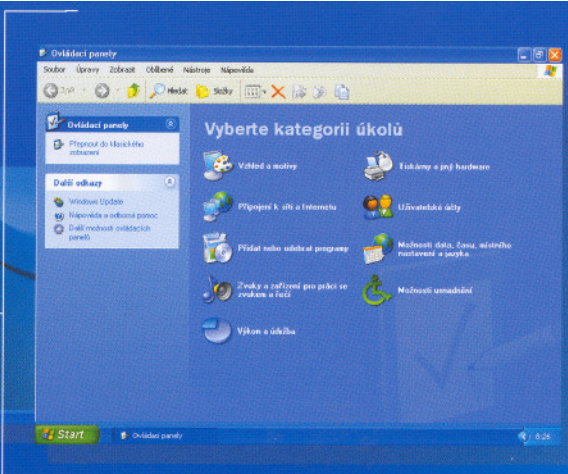 Ovládací panely
Soubor Úpravy Zobrazit Oblíbené Nástroje Nápověda
Zpět Hledat Složky
Ovládací panely
Přepnout do klasického
zobrazení
Další odkazy
Windows Update
Nápověda a odborná pomoc
Další možnosti ovládacích
panelů
Vyberte kategorii úkolů
Vzhled a motivy
Tiskárny a jiný hardware
Připojení k síti a Internetu
Uživatelské účty
Přidat nebo odebrat programy
Možnosti data, času, místního
nastavení a jazyka
Zvuky a zařízení pro práci se
zvukem a řečí
Možnosti usnadnění
Výkon a údržba
Start
Ovládací panely
8:26